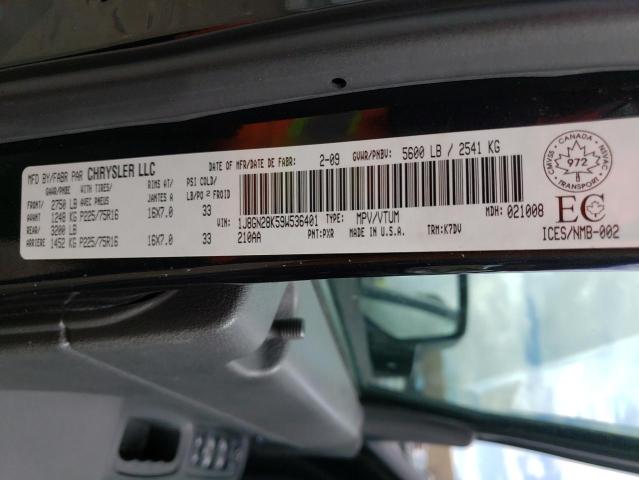 MFD BY/FABR PAR CHRYSLER LLC
DATE OF MFR/DATE DE FABR: 2-09 GVWR/PNBV: 5600 LB / 2541 KG
GAWR/PNBE WITH TIRES/ RIMS AT/ PSI COLD/
AVEC PNEUS JANTES A LB/PO² FROID
FRONT/ 2750 LB
AVANT 1248 KG P225/75R16 16X7.0 33
REAR/ 3200 LB
ARRIERE 1452 KG P225/75R16 16X7.0 33
VIN: 1J8GN28K59W536401 TYPE: MPV/VTUM MDH: 021008
210AA PNT: PXR MADE IN U.S.A. TRM: K7DV
CANADA
CMVSS NSVAC
972
TRANSPORT
EC
ICES/NMB-002